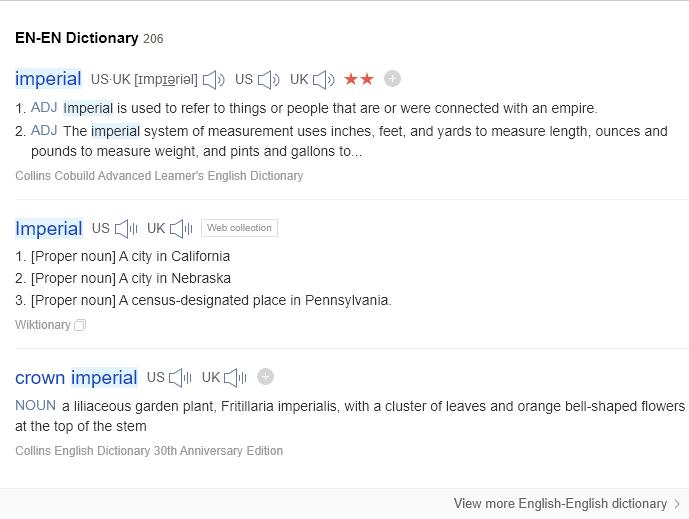 EN-EN Dictionary 206
imperial US·UK [ɪmpɪəriəl] US UK ★★
1. ADJ Imperial is used to refer to things or people that are or were connected with an empire.
2. ADJ The imperial system of measurement uses inches, feet, and yards to measure length, ounces and
pounds to measure weight, and pints and gallons to...
Collins Cobuild Advanced Learner's English Dictionary
Imperial US UK Web collection
1. [Proper noun] A city in California
2. [Proper noun] A city in Nebraska
3. [Proper noun] A census-designated place in Pennsylvania.
Wiktionary
crown imperial US UK
NOUN a liliaceous garden plant, Fritillaria imperialis, with a cluster of leaves and orange bell-shaped flowers
at the top of the stem
Collins English Dictionary 30th Anniversary Edition
View more English-English dictionary >